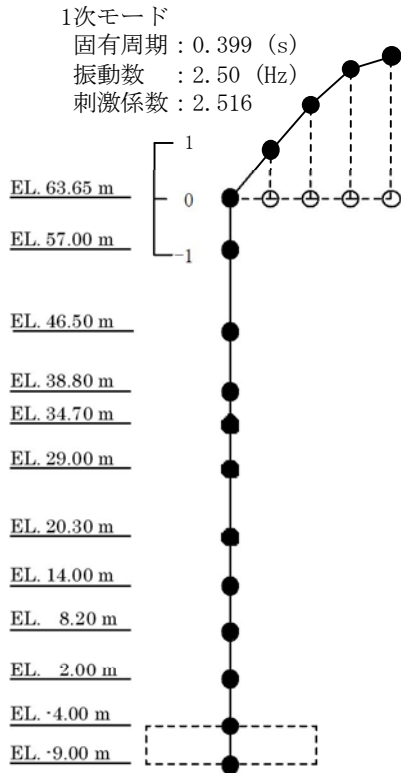 1次モード
固有周期：0.399 (s)
振動数　：2.50 (Hz)
刺激係数：2.516
1
0
-1
EL. 63.65 m
EL. 57.00 m
EL. 46.50 m
EL. 38.80 m
EL. 34.70 m
EL. 29.00 m
EL. 20.30 m
EL. 14.00 m
EL. 8.20 m
EL. 2.00 m
EL. -4.00 m
EL. -9.00 m